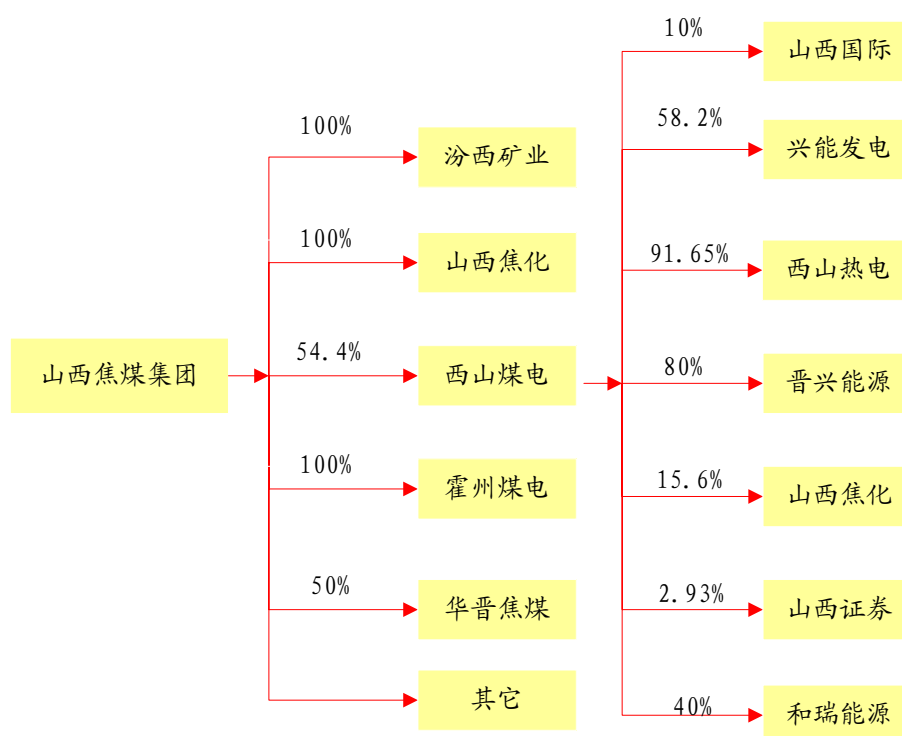 10%
山西国际
58.2%
兴能发电
100%
汾西矿业
100%
山西焦化
91.65%
西山热电
山西焦煤集团
54.4%
西山煤电
80%
晋兴能源
100%
霍州煤电
15.6%
山西焦化
50%
华晋焦煤
2.93%
山西证券
其它
40%
和瑞能源